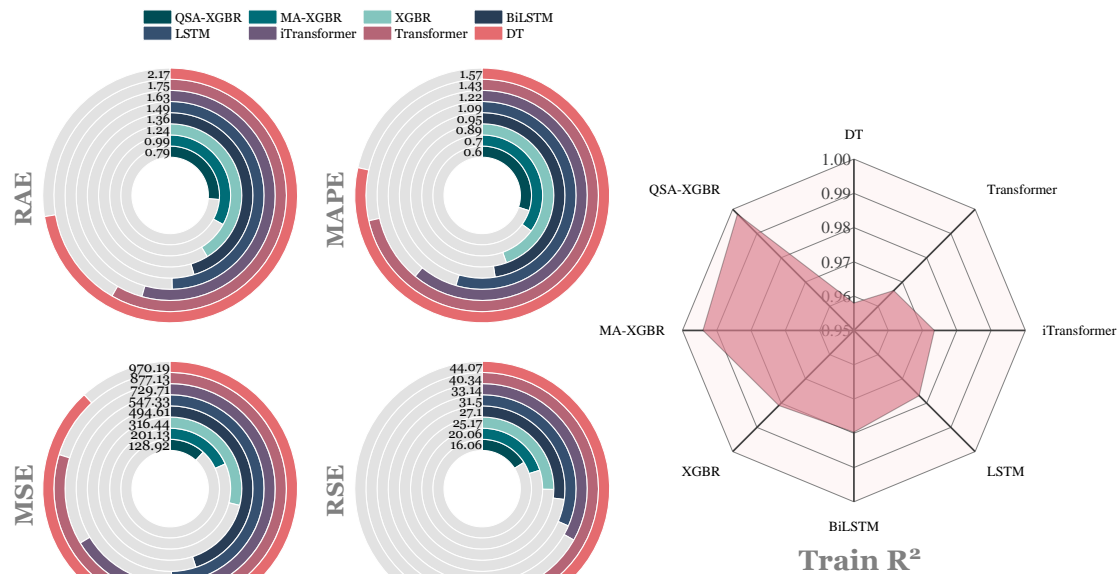 QSA-XGBR MA-XGBR XGBR BiLSTM
LSTM iTransformer Transformer DT
RAE
2.17
1.75
1.63
1.49
1.36
1.24
0.99
0.79
MAPE
1.57
1.43
1.22
1.09
0.95
0.89
0.7
0.6
MSE
970.19
877.13
729.71
547.33
494.61
316.44
201.13
128.92
RSE
44.07
40.34
33.14
31.5
27.1
25.17
20.06
16.06
DT
1.00
QSA-XGBR
Transformer
0.99
0.98
0.97
0.96
MA-XGBR
0.95
iTransformer
XGBR
LSTM
BiLSTM
Train R²